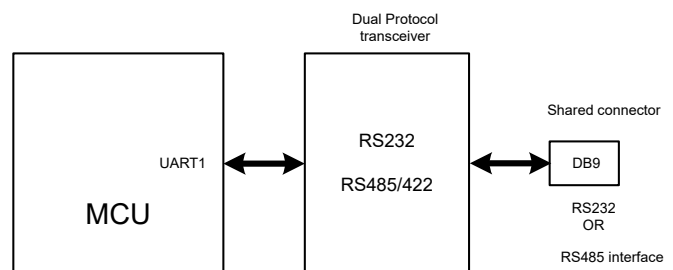 Dual Protocol
transceiver
MCU
UART1
RS232
RS485/422
Shared connector
DB9
RS232
OR
RS485 interface